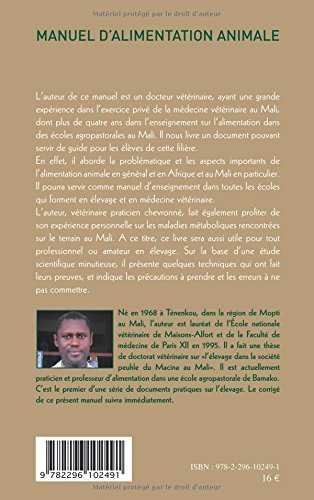 Matériel protégé par le droit d'auteur
MANUEL D'ALIMENTATION ANIMALE
L'auteur de ce manuel est un docteur vétérinaire, ayant une grande
expérience dans l'exercice privé de la médecine vétérinaire au Mali,
dont plus de quatre ans dans l'enseignement sur l'alimentation dans
des écoles agropastorales au Mali. Il nous livre un document pouvant
servir de guide pour les élèves de cette filière.
En effet, il aborde la problématique et les aspects importants de
l'alimentation animale en général et en Afrique et au Mali en particulier.
Il pourra servir comme manuel d'enseignement dans toutes les écoles
qui forment en élevage et en médecine vétérinaire.
L'auteur, vétérinaire praticien chevronné, fait également profiter de
son expérience personnelle sur les maladies métaboliques rencontrées
sur le terrain au Mali. A ce titre, ce livre sera aussi utile pour tout
professionnel ou amateur en élevage. Sur la base d'une étude
scientifique minutieuse, il présente quelques techniques qui ont fait
leurs preuves, et indique les précautions à prendre et les erreurs à ne
pas commettre.
Né en 1968 à Ténenkou, dans la région de Mopti
au Mali, l'auteur est lauréat de l'École nationale
vétérinaire de Maisons-Alfort et de la Faculté de
médecine de Paris XII en 1995. Il a fait une thèse
de doctorat vétérinaire sur «l'élevage dans la société
peuhle du Macina au Mali». Il est actuellement
praticien et professeur d'alimentation dans une école agropastorale de Bamako.
C'est le premier d'une série de documents pratiques sur l'élevage. Le corrigé
de ce présent manuel suivra immédiatement.
9 782296 102491
ISBN : 978-2-296-10249-1
16 €
Matériel protégé par le droit d'auteur